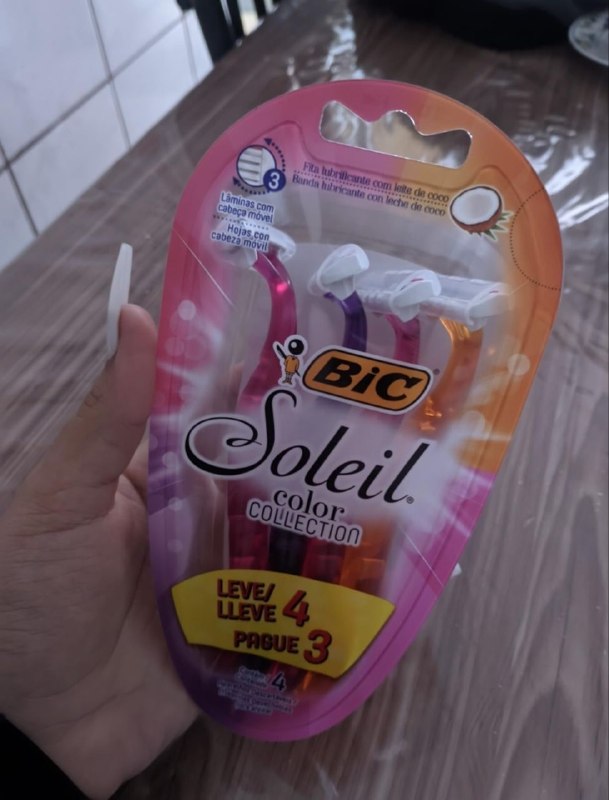 3
Fita lubrificante com leite de coco
Banda lubricante con leche de coco
Lâminas com
cabeça móvel
Hojas con
cabeza móvil
BiC
Soleil®
color
COLLECTION
LEVE/
LLEVE 4
PAGUE 3
4